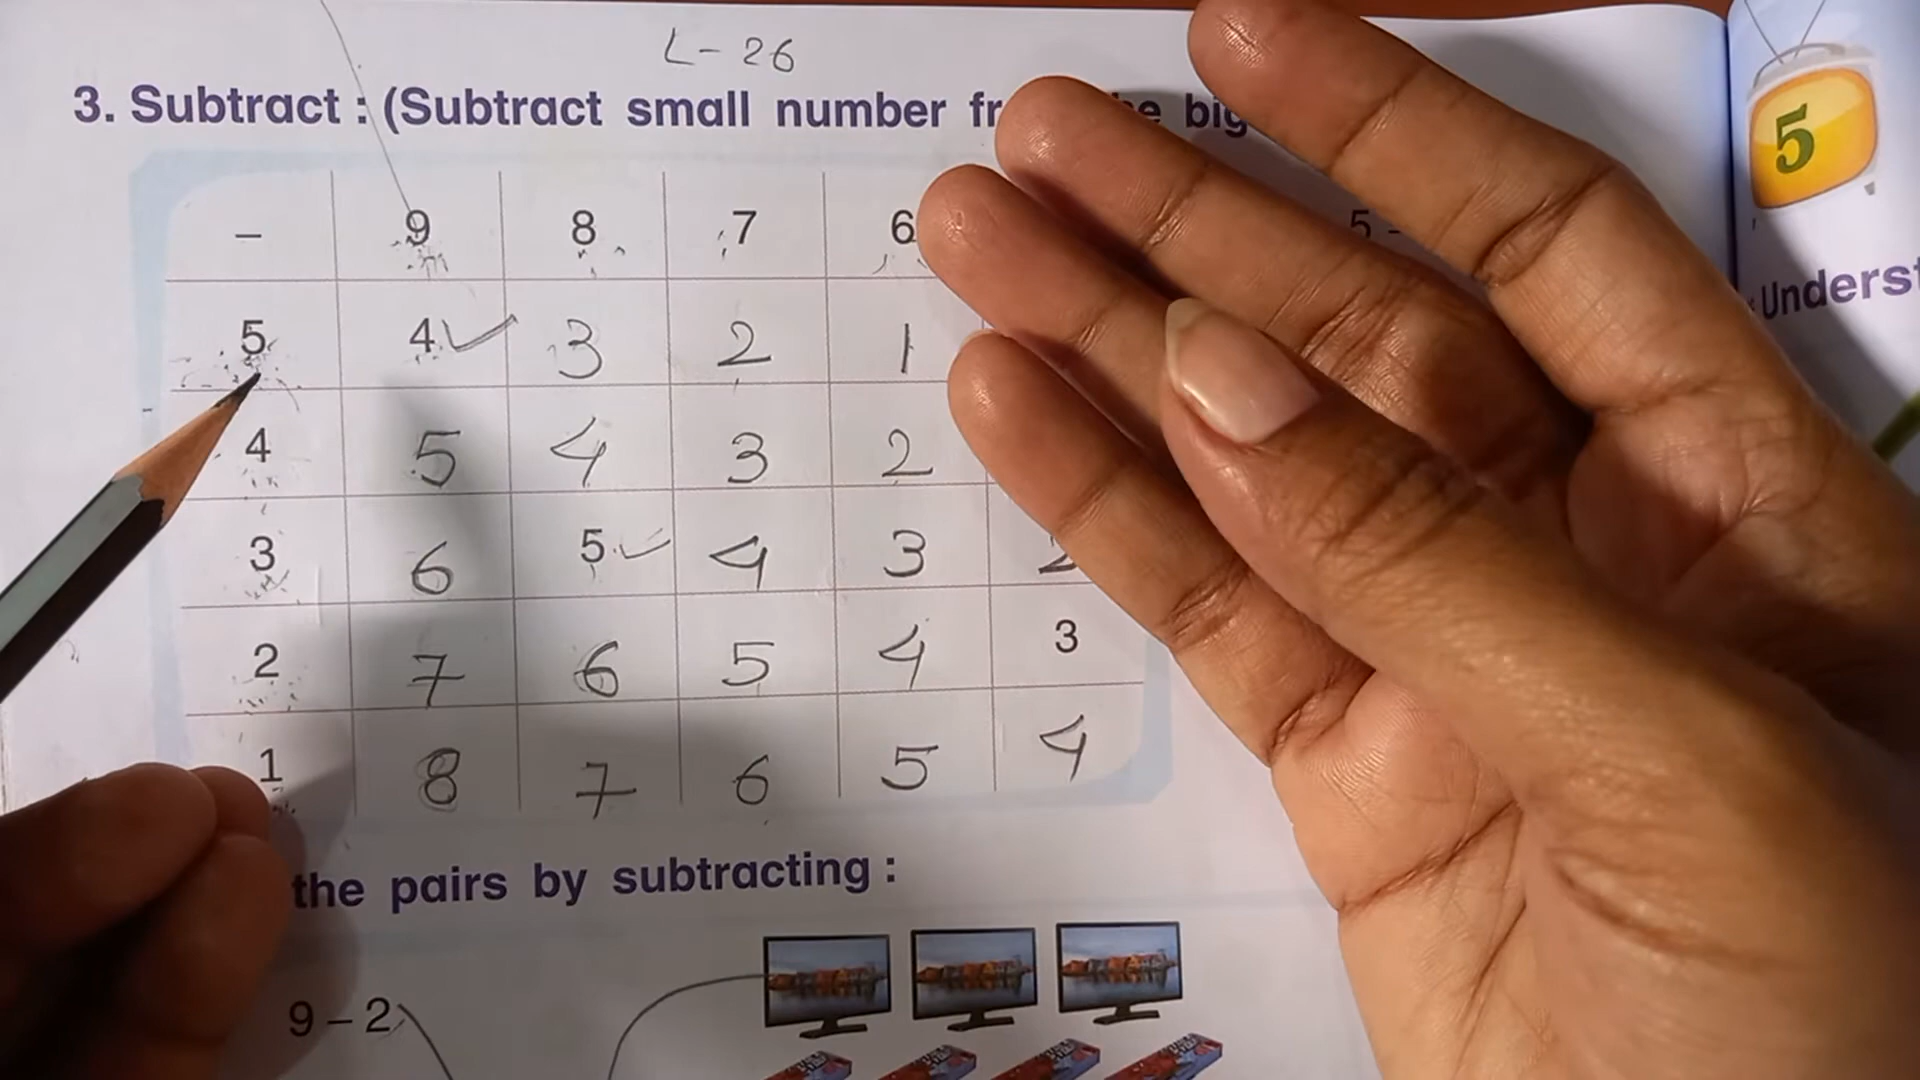 L- 26
3. Subtract : (Subtract small number big
5
– 9 8 7 6 5 -
5 4 3 2 1
4 5 4 3 2
3 6 5 4 3 2
2 7 6 5 4 3
1 8 7 6 5 4
the pairs by subtracting :
9 – 2